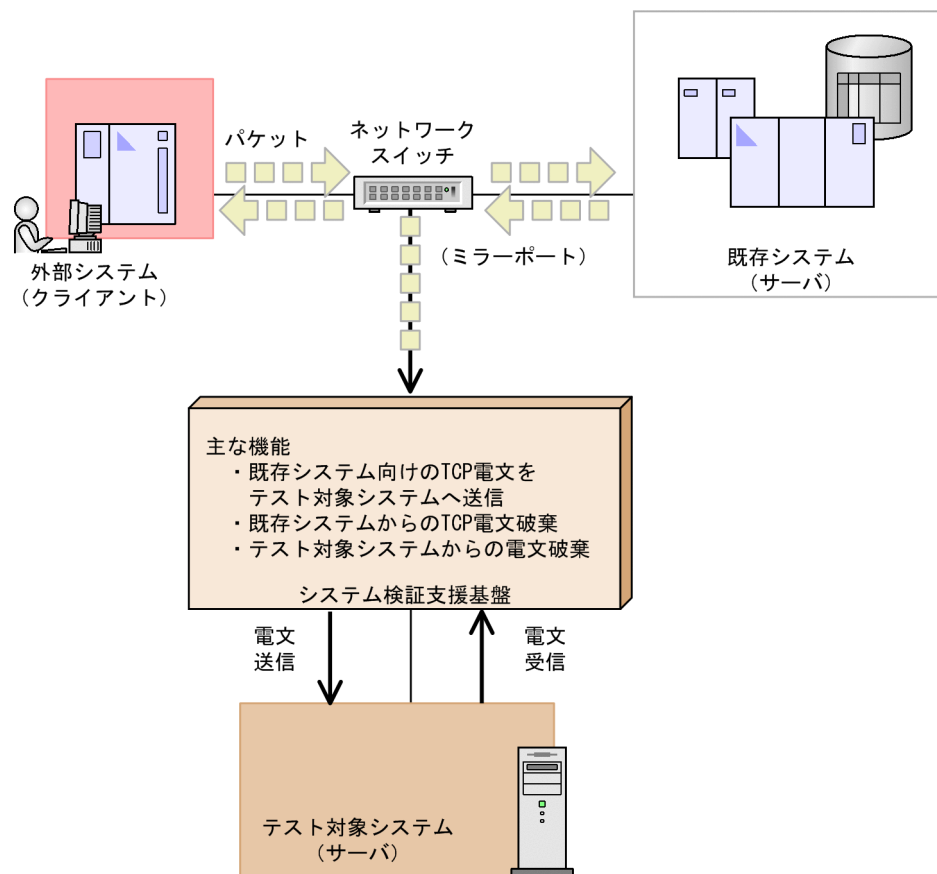 パケット
ネットワーク
スイッチ
(ミラーポート)
外部システム
(クライアント)
既存システム
(サーバ)
主な機能
・既存システム向けのTCP電文を
テスト対象システムへ送信
・既存システムからのTCP電文破棄
・テスト対象システムからの電文破棄
システム検証支援基盤
電文
送信
電文
受信
テスト対象システム
(サーバ)